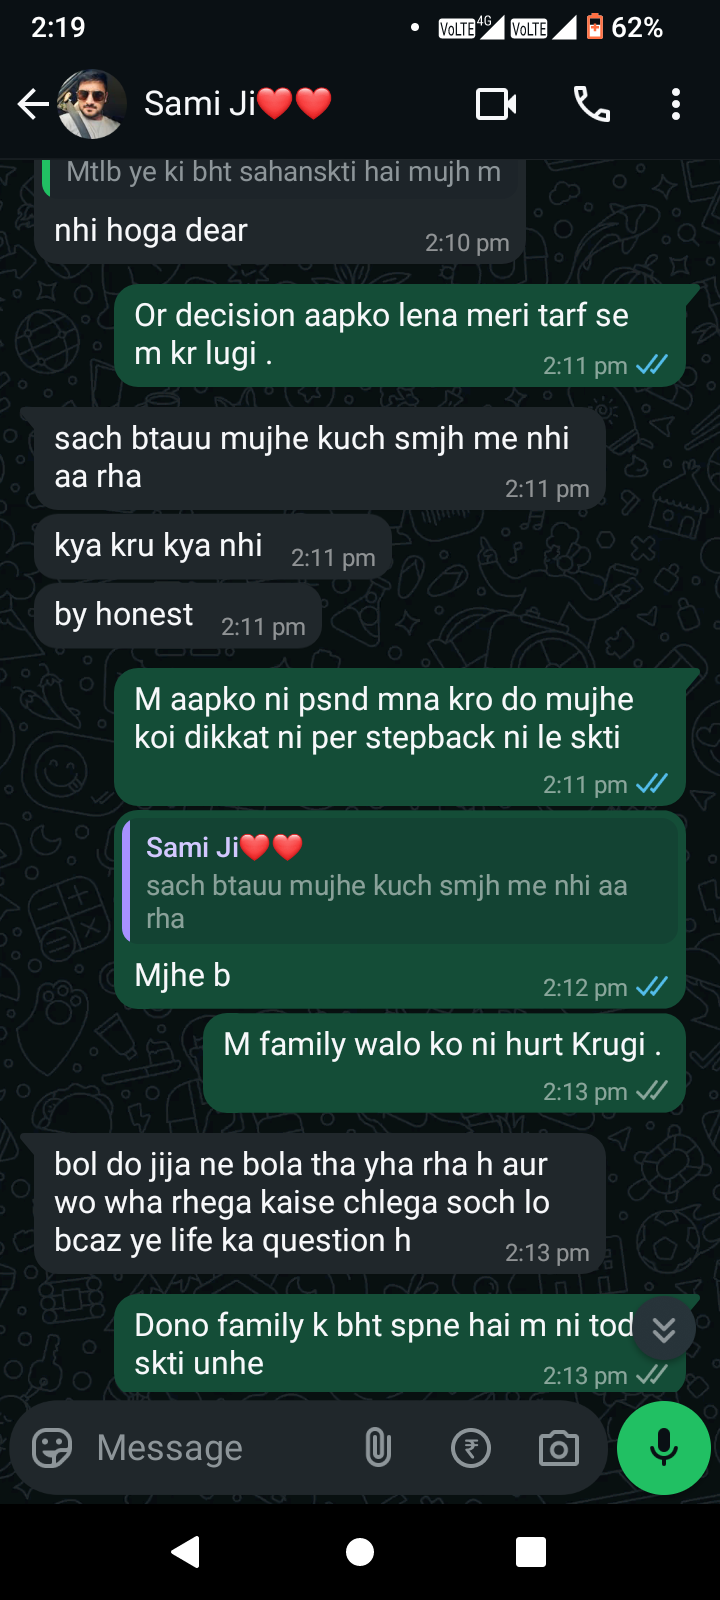 2:19
VoLTE 4G VoLTE 62%
Sami Ji❤️❤️
Mtlb ye ki bht sahanskti hai mujh m
nhi hoga dear
2:10 pm
Or decision aapko lena meri tarf se
m kr lugi .
2:11 pm
sach btauu mujhe kuch smjh me nhi
aa rha
2:11 pm
kya kru kya nhi 2:11 pm
by honest 2:11 pm
M aapko ni psnd mna kro do mujhe
koi dikkat ni per stepback ni le skti
2:11 pm
Sami Ji❤️❤️
sach btauu mujhe kuch smjh me nhi aa
rha
Mjhe b
2:12 pm
M family walo ko ni hurt Krugi .
2:13 pm
bol do jija ne bola tha yha rha h aur
wo wha rhega kaise chlega soch lo
bcaz ye life ka question h
2:13 pm
Dono family k bht spne hai m ni tod
skti unhe
2:13 pm
Message